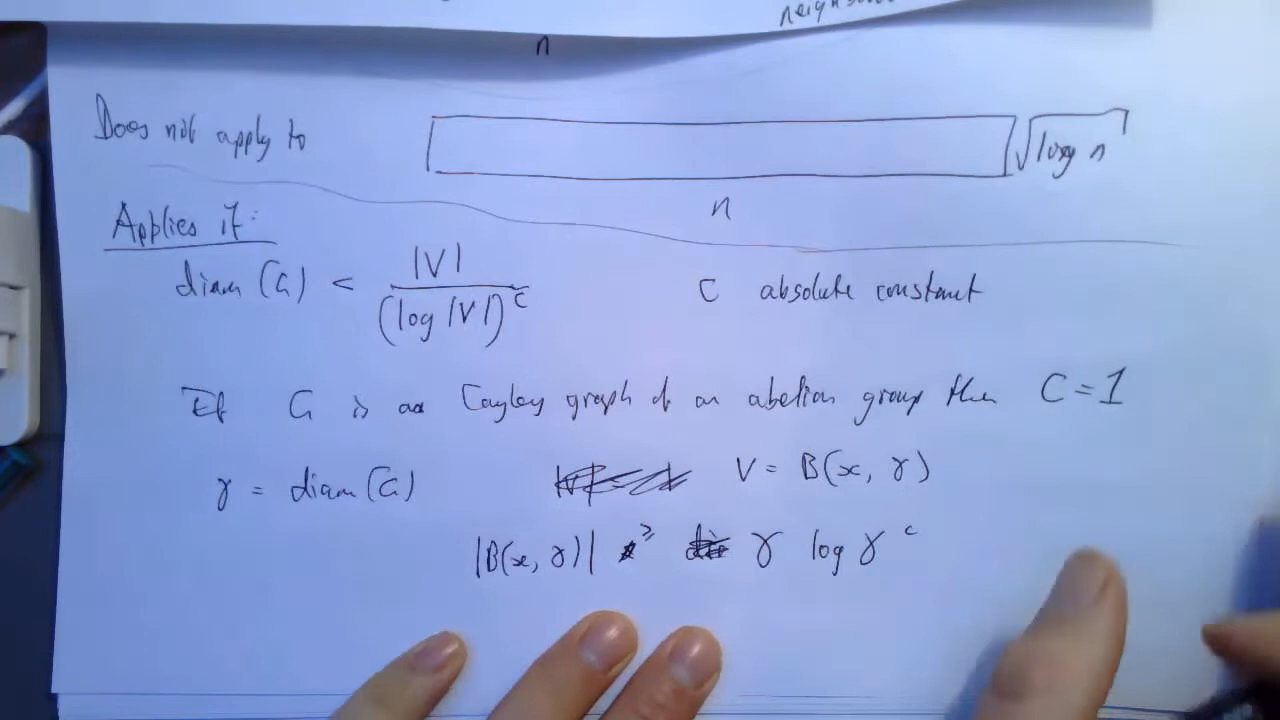 n
Does not apply to √log n
n
Applies if:
diam (G) < |V| / (log |V|)^C C absolute constant
If G is a Cayley graph of an abelian group then C = 1
γ = diam (G) V = B(x, γ)
|B(x, γ)| ≥ γ log γ^c